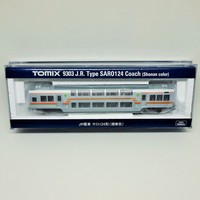 TOMIX 9303 J.R. Type SARO124 Coach (Shonan color)
JR電車 サロ124形(湘南色)